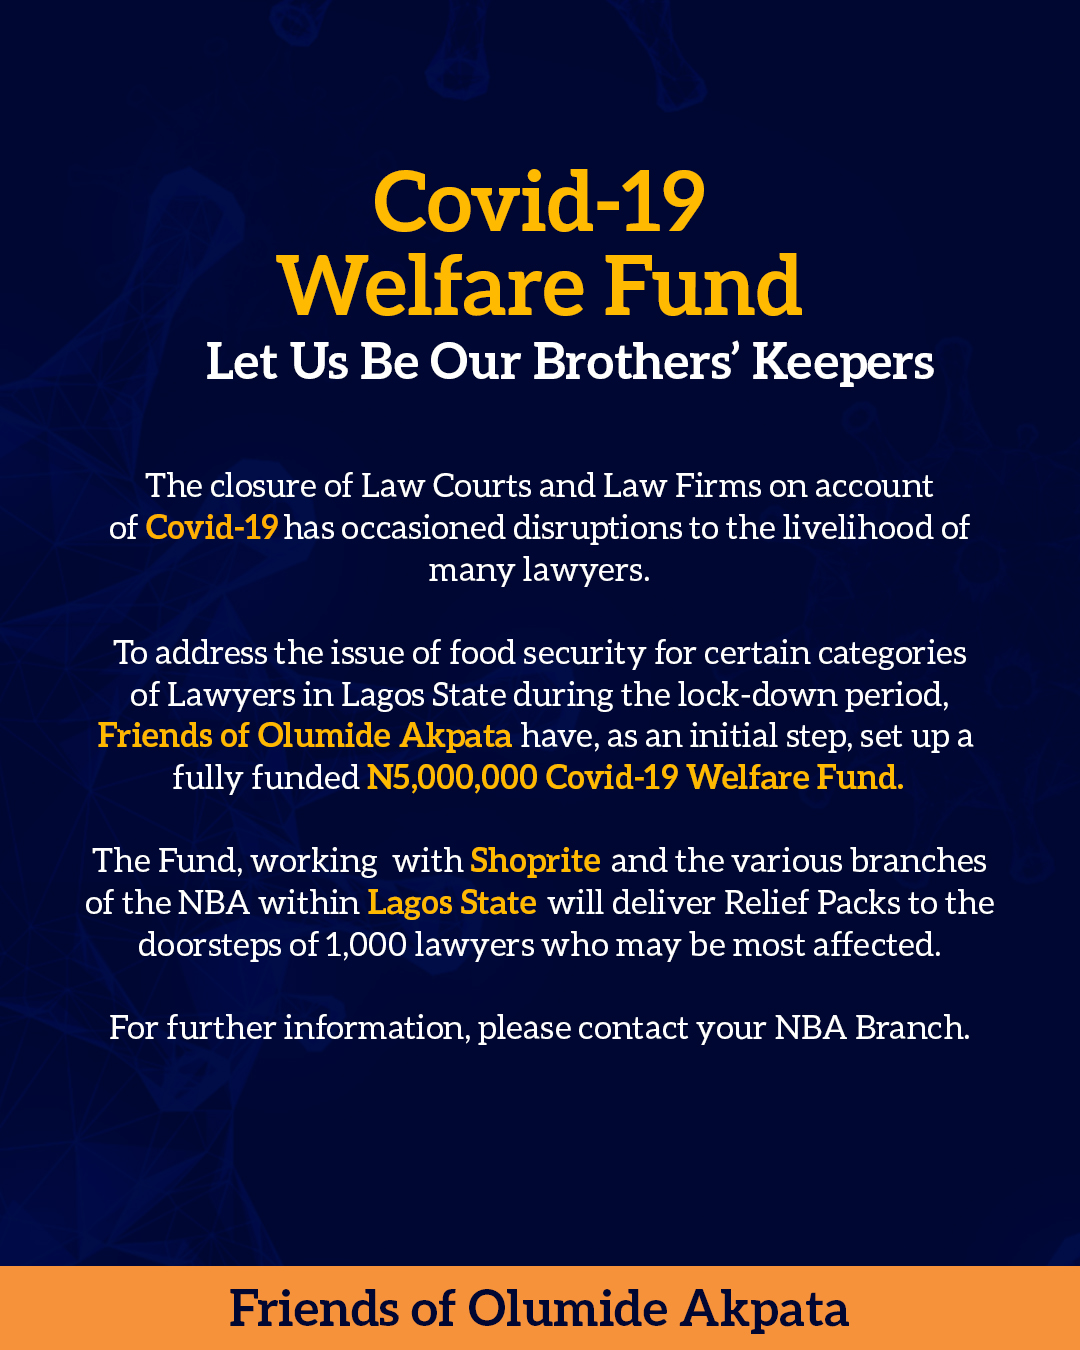 Covid-19
Welfare Fund
Let Us Be Our Brothers’ Keepers
The closure of Law Courts and Law Firms on account
of Covid-19 has occasioned disruptions to the livelihood of
many lawyers.
To address the issue of food security for certain categories
of Lawyers in Lagos State during the lock-down period,
Friends of Olumide Akpata have, as an initial step, set up a
fully funded N5,000,000 Covid-19 Welfare Fund.
The Fund, working with Shoprite and the various branches
of the NBA within Lagos State will deliver Relief Packs to the
doorsteps of 1,000 lawyers who may be most affected.
For further information, please contact your NBA Branch.
Friends of Olumide Akpata